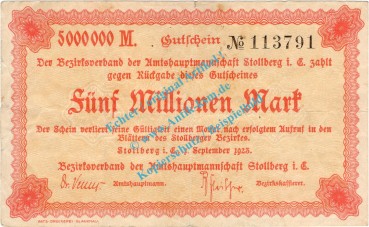 5000000 M. Gutschein № 113791
Der Bezirksverband der Amtshauptmannschaft Stollberg i. E. zahlt
gegen Rückgabe dieses Gutscheines
Fünf Millionen Mark
Der Schein verliert seine Gültigkeit einen Monat nach erfolgtem Aufruf in den
Blättern des Stollberger Bezirkes.
Stollberg i. E., September 1923.
Bezirksverband der Amtshauptmannschaft Stollberg i. E.
Amtshauptmann. Bezirkskassierer.